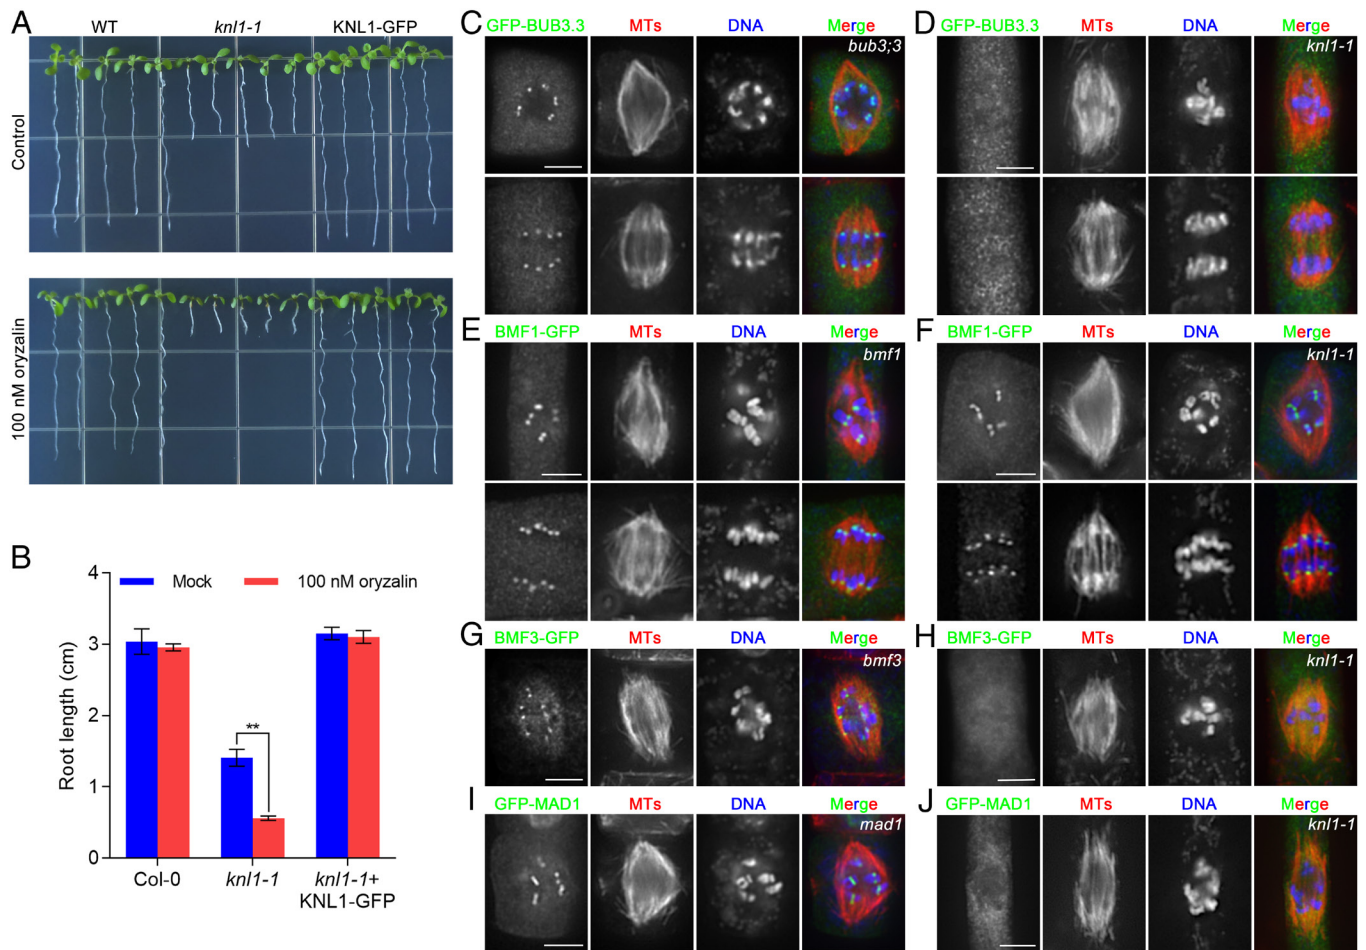 A
WT
knl1-1
KNL1-GFP
Control
100 nM oryzalin
B
Root length (cm)
4
3
2
1
0
Mock
100 nM oryzalin
**
Col-0
knl1-1
knl1-1+
KNL1-GFP
C
GFP-BUB3.3
MTs
DNA
Merge
bub3;3
D
GFP-BUB3.3
MTs
DNA
Merge
knl1-1
E
BMF1-GFP
MTs
DNA
Merge
bmf1
F
BMF1-GFP
MTs
DNA
Merge
knl1-1
G
BMF3-GFP
MTs
DNA
Merge
bmf3
H
BMF3-GFP
MTs
DNA
Merge
knl1-1
I
GFP-MAD1
MTs
DNA
Merge
mad1
J
GFP-MAD1
MTs
DNA
Merge
knl1-1